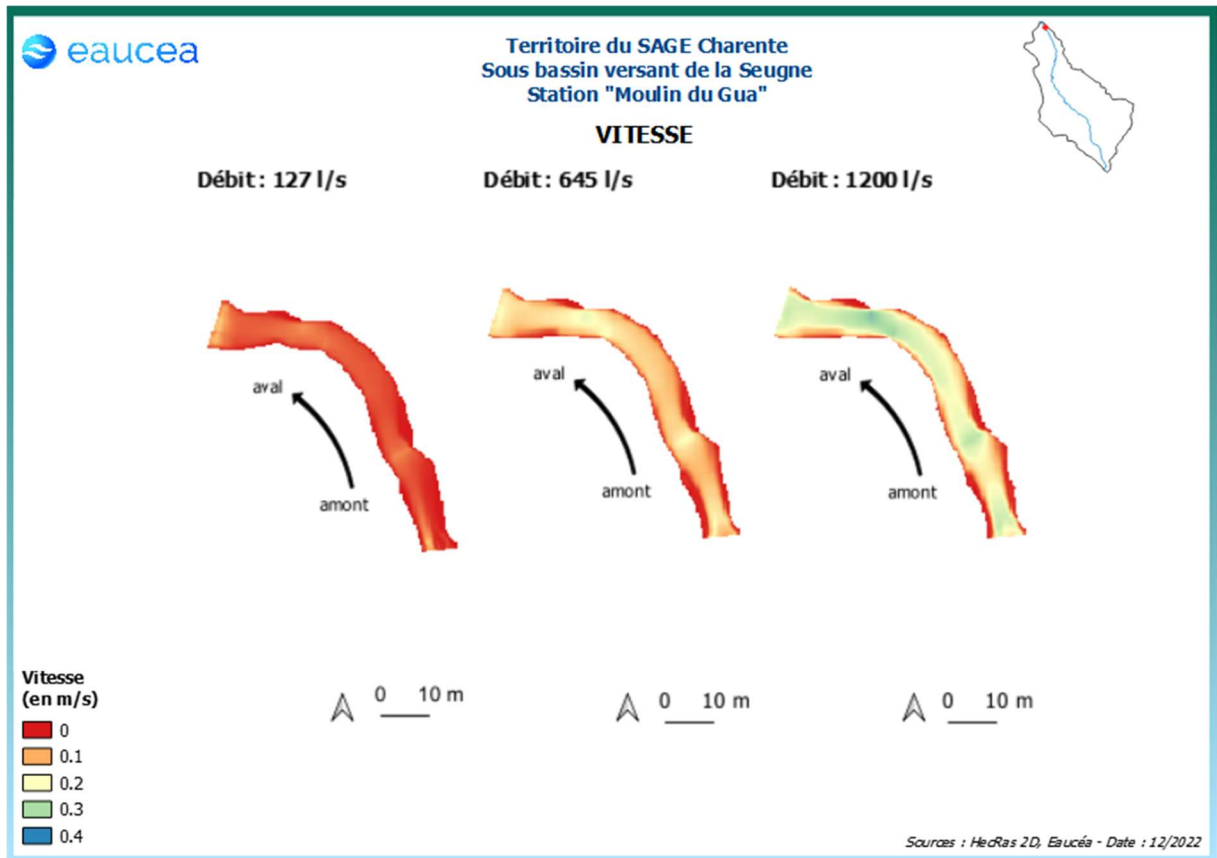 eaucea
Territoire du SAGE Charente
Sous bassin versant de la Seugne
Station "Moulin du Gua"
VITESSE
Débit : 127 l/s
Débit : 645 l/s
Débit : 1200 l/s
aval
amont
aval
amont
aval
amont
0 10 m
0 10 m
0 10 m
Vitesse
(en m/s)
0
0.1
0.2
0.3
0.4
Sources : HecRas 2D, Eaucéa - Date : 12/2022